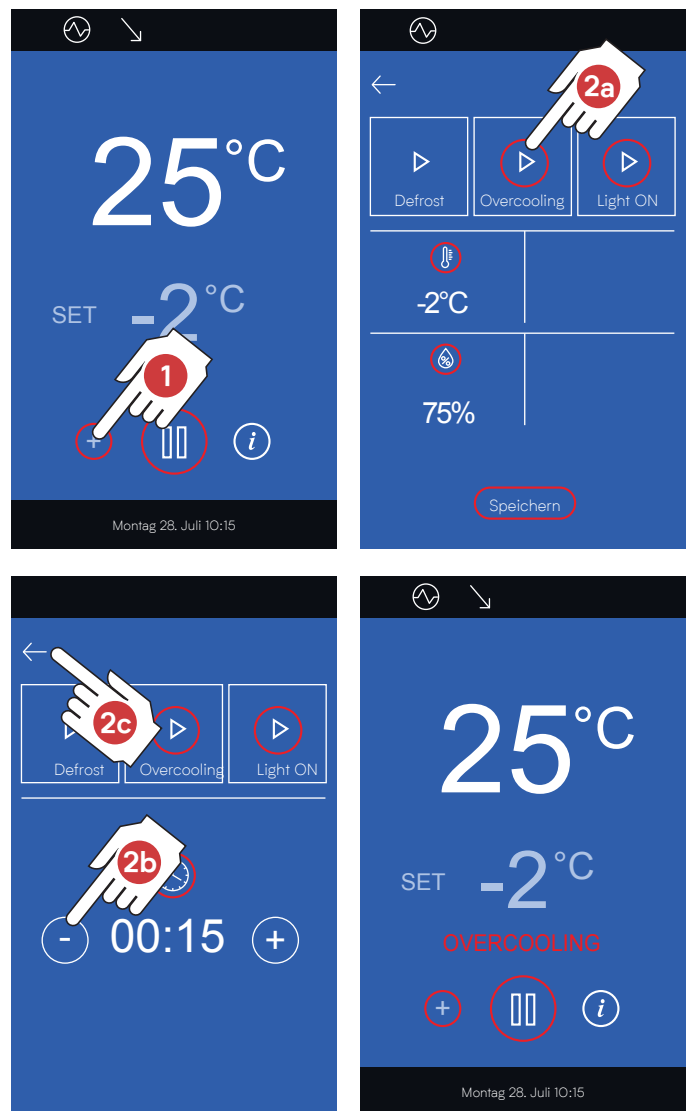 25°C
SET -2°C
1
+ i
Montag 28. Juli 10:15
2a
Defrost Overcooling Light ON
-2°C
%
75%
Speichern
2c
Defrost Overcooling Light ON
2b
- 00:15 +
25°C
SET -2°C
OVERCOOLING
+ i
Montag 28. Juli 10:15